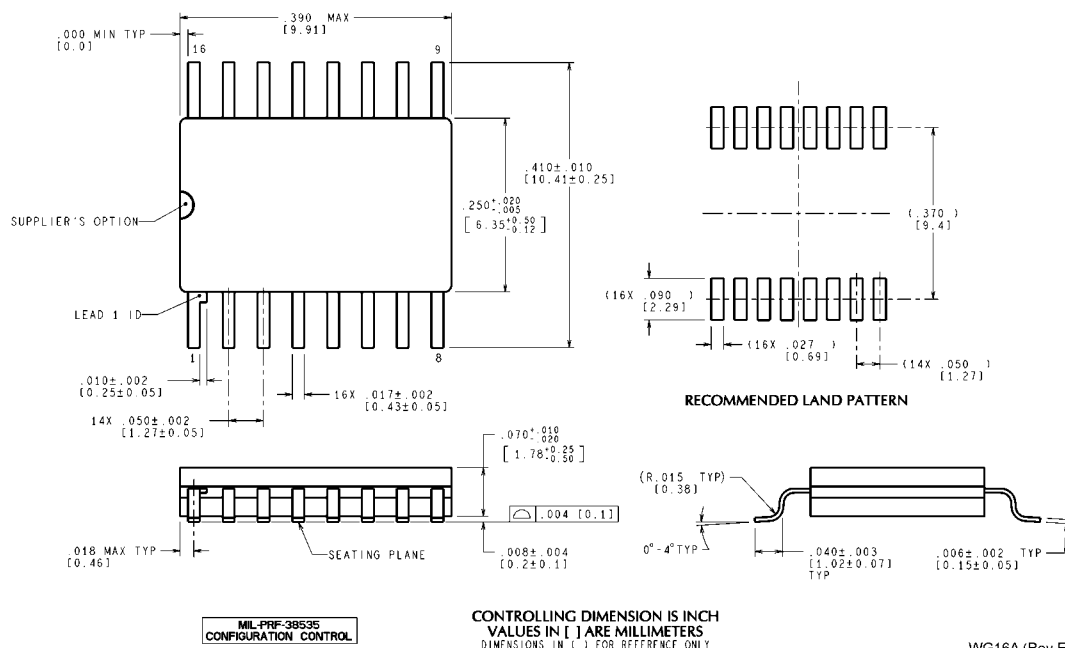 .390 MAX
[9.91]
.000 MIN TYP
[0.0]
16
9
.410±.010
[10.41±0.25]
.250+.020 -.005
[ 6.35+0.50 -0.12 ]
SUPPLIER'S OPTION
LEAD 1 ID
1
8
.010±.002
[0.25±0.05]
16X .017±.002
[0.43±0.05]
14X .050±.002
[1.27±0.05]
(.370 )
[9.4]
(16X .090 )
[2.29]
(16X .027 )
[0.69]
(14X .050 )
[1.27]
RECOMMENDED LAND PATTERN
.070+.010 -.020
[ 1.78+0.25 -0.50 ]
.004 [0.1]
.018 MAX TYP
[0.46]
SEATING PLANE
.008±.004
[0.2±0.1]
(R.015 TYP)
[0.38]
0°-4°TYP
.040±.003
[1.02±0.07]
TYP
.006±.002 TYP
[0.15±0.05]
MIL-PRF-38535
CONFIGURATION CONTROL
CONTROLLING DIMENSION IS INCH
VALUES IN [ ] ARE MILLIMETERS
DIMENSIONS IN ( ) FOR REFERENCE ONLY
WG16A (Rev